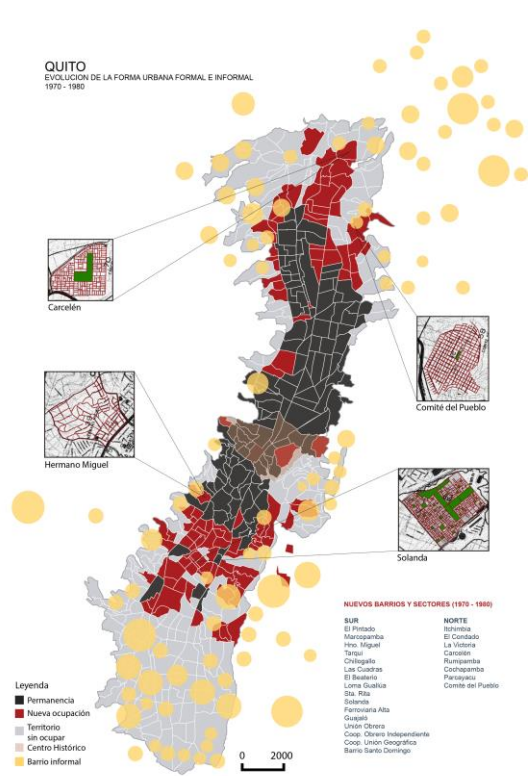 QUITO
EVOLUCION DE LA FORMA URBANA FORMAL E INFORMAL
1970 - 1980
Carcelén
Comité del Pueblo
Hermano Miguel
Solanda
NUEVOS BARRIOS Y SECTORES (1970 - 1980)
SUR
El Pintado
Marcopamba
Hno. Miguel
Tarqui
Chillogallo
Las Cuadras
El Beaterio
Loma Gualiua
Sta. Rita
Solanda
Ferroviaria Alta
Guajaló
Unión Obrera
Coop. Obrero Independiente
Coop. Unión Geográfica
Barrio Santo Domingo
NORTE
Itchimbia
El Condado
La Victoria
Carcelén
Rumipamba
Cochapamba
Parcayacu
Comité del Pueblo
Leyenda
Permanencia
Nueva ocupación
Territorio
sin ocupar
Centro Histórico
Barrio informal
0 2000